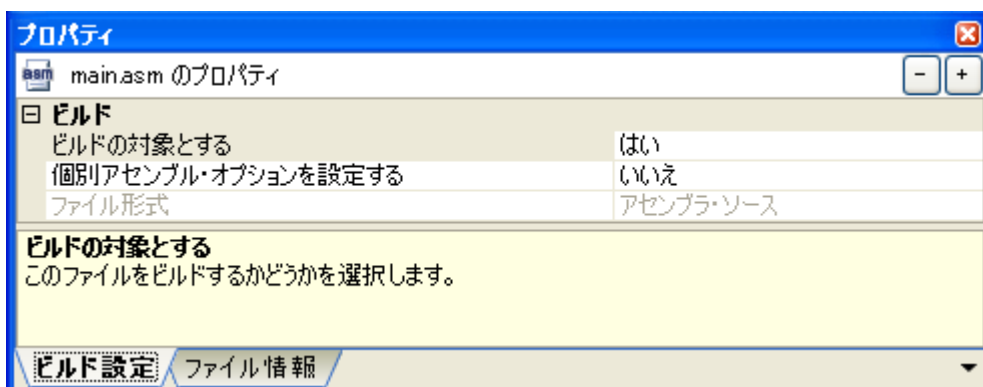 プロパティ
asm main.asm のプロパティ - +
ビルド
ビルドの対象とする はい
個別アセンブル・オプションを設定する いいえ
ファイル形式 アセンブラ・ソース
ビルドの対象とする
このファイルをビルドするかどうかを選択します。
ビルド設定 ファイル情報